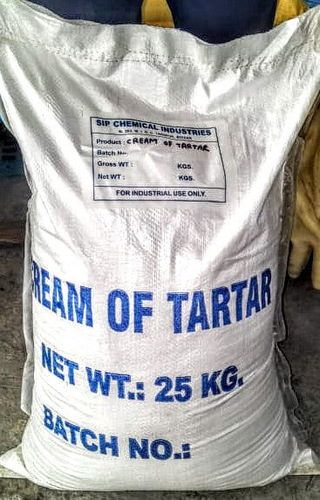 SIP CHEMICAL INDUSTRIES
Product : CREAM OF TARTAR
Batch No.
Gross WT : KGS.
Net WT : KGS.
FOR INDUSTRIAL USE ONLY.
REAM OF TARTAR
NET WT.: 25 KG.
BATCH NO.: